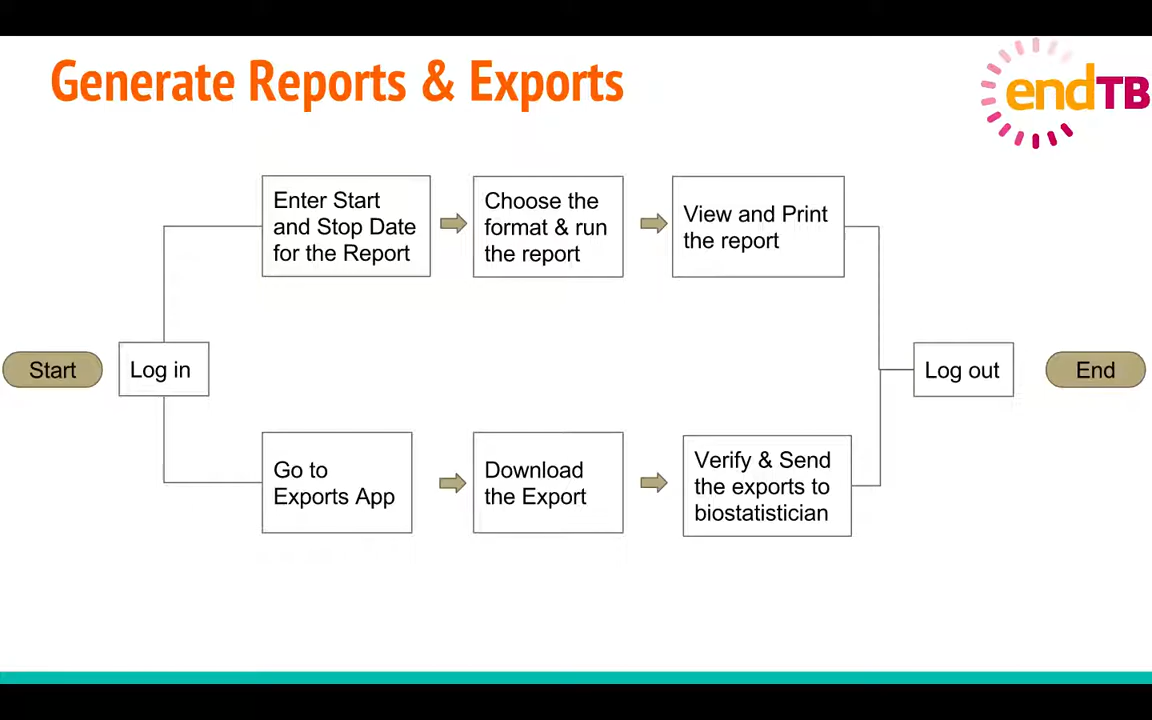 Generate Reports & Exports
endTB
Enter Start
and Stop Date
for the Report
Choose the
format & run
the report
View and Print
the report
Start
Log in
Log out
End
Go to
Exports App
Download
the Export
Verify & Send
the exports to
biostatistician